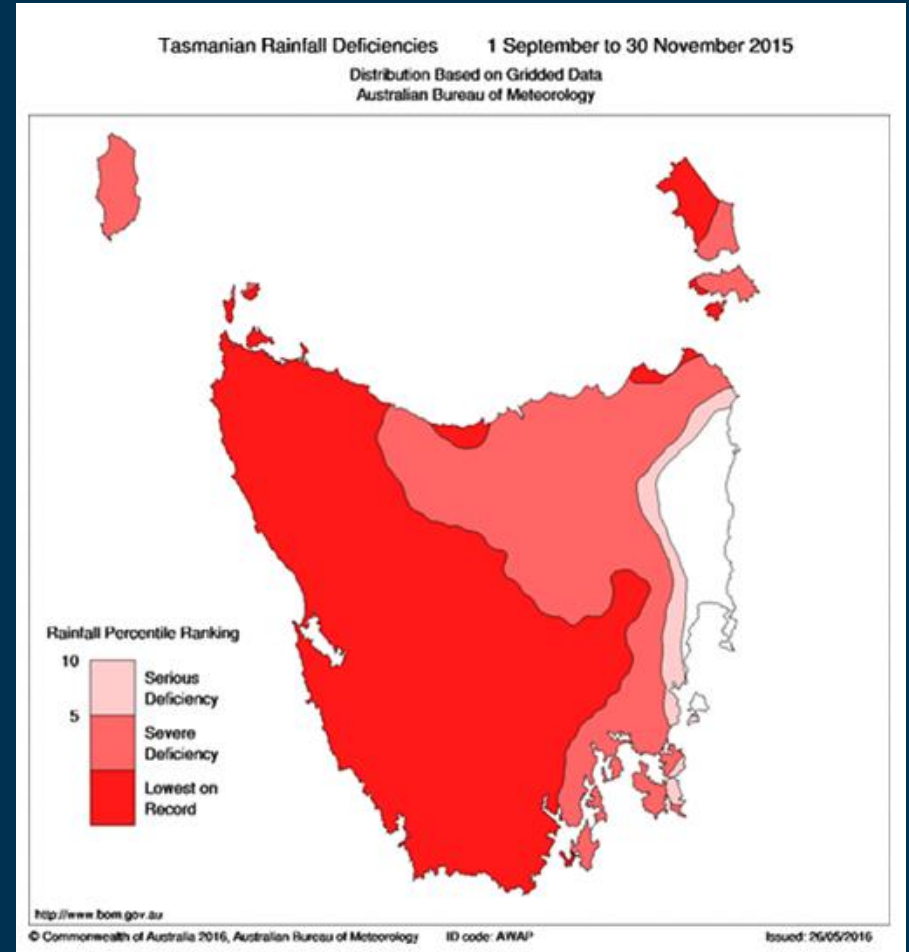 Tasmanian Rainfall Deficiencies 1 September to 30 November 2015
Distribution Based on Gridded Data
Australian Bureau of Meteorology
Rainfall Percentile Ranking
10
Serious
Deficiency
5
Severe
Deficiency
Lowest on
Record
http://www.bom.gov.au
© Commonwealth of Australia 2016, Australian Bureau of Meteorology ID code: AWAP Issued: 26/05/2016